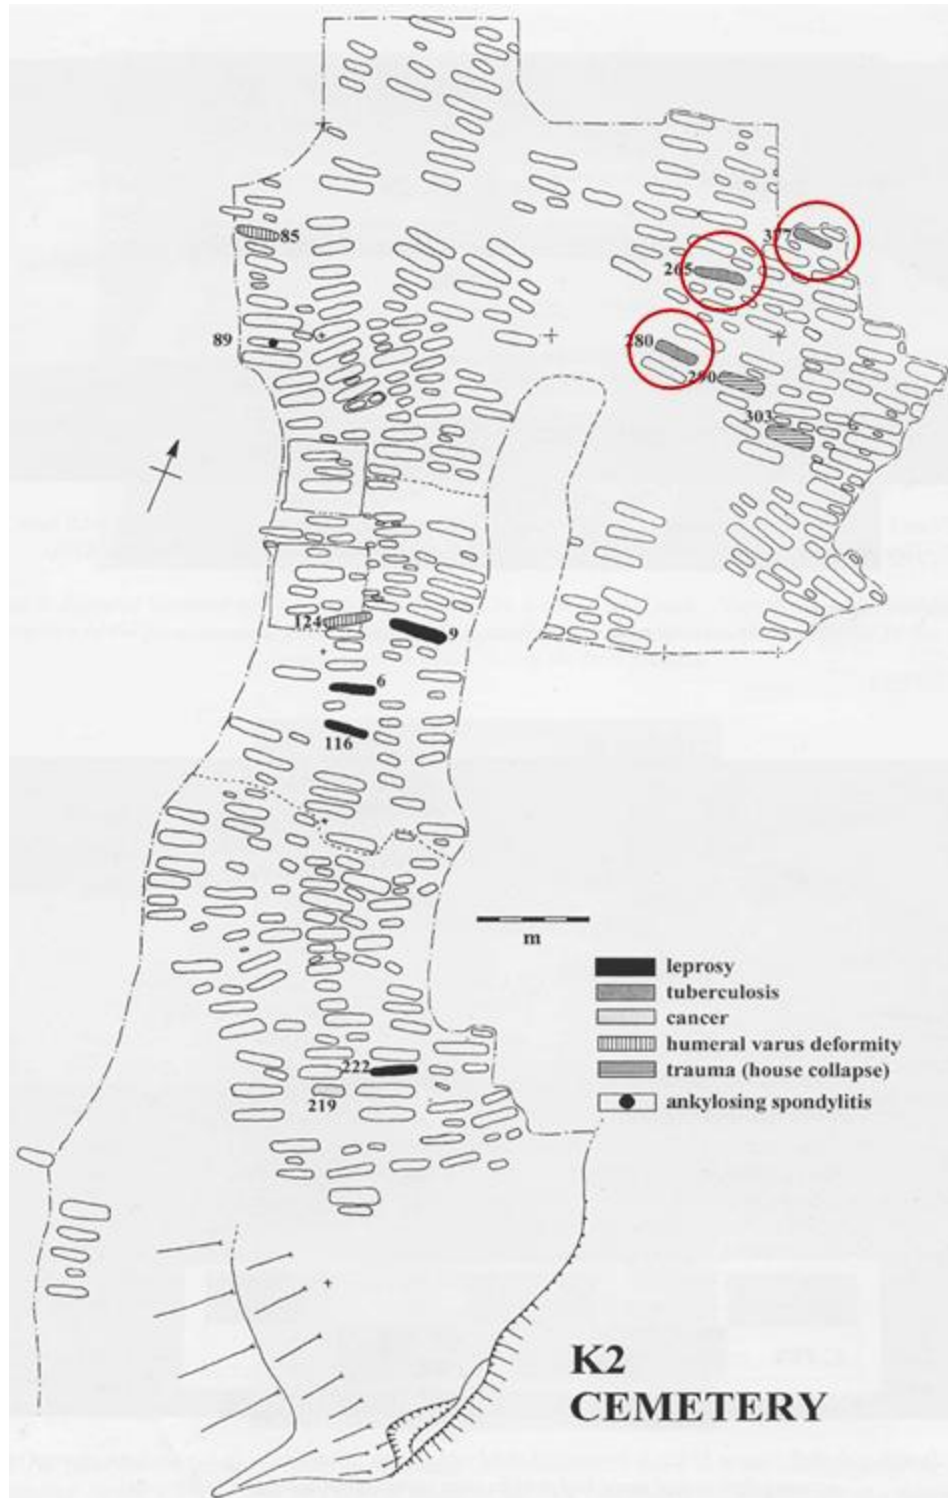 85
377
265
89
280
290
303
124
9
6
116
m
leprosy
tuberculosis
cancer
humeral varus deformity
trauma (house collapse)
ankylosing spondylitis
222
219
K2
CEMETERY